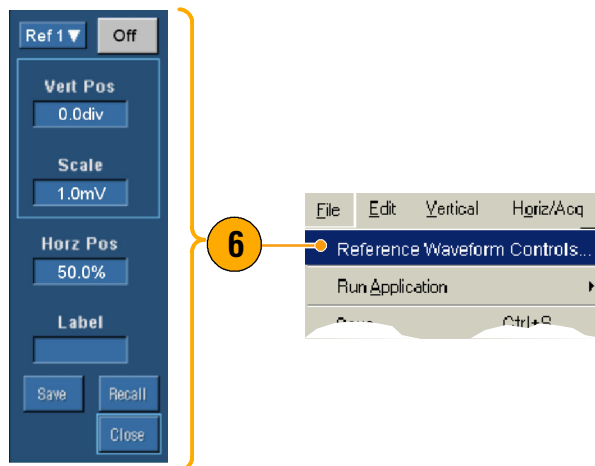 Ref 1 Off
Vert Pos
0.0div
Scale
1.0mV
Horz Pos
50.0%
Label
Save Recall
Close
6
File Edit Vertical Horiz/Acq
Reference Waveform Controls...
Run Application
Ctrl+S